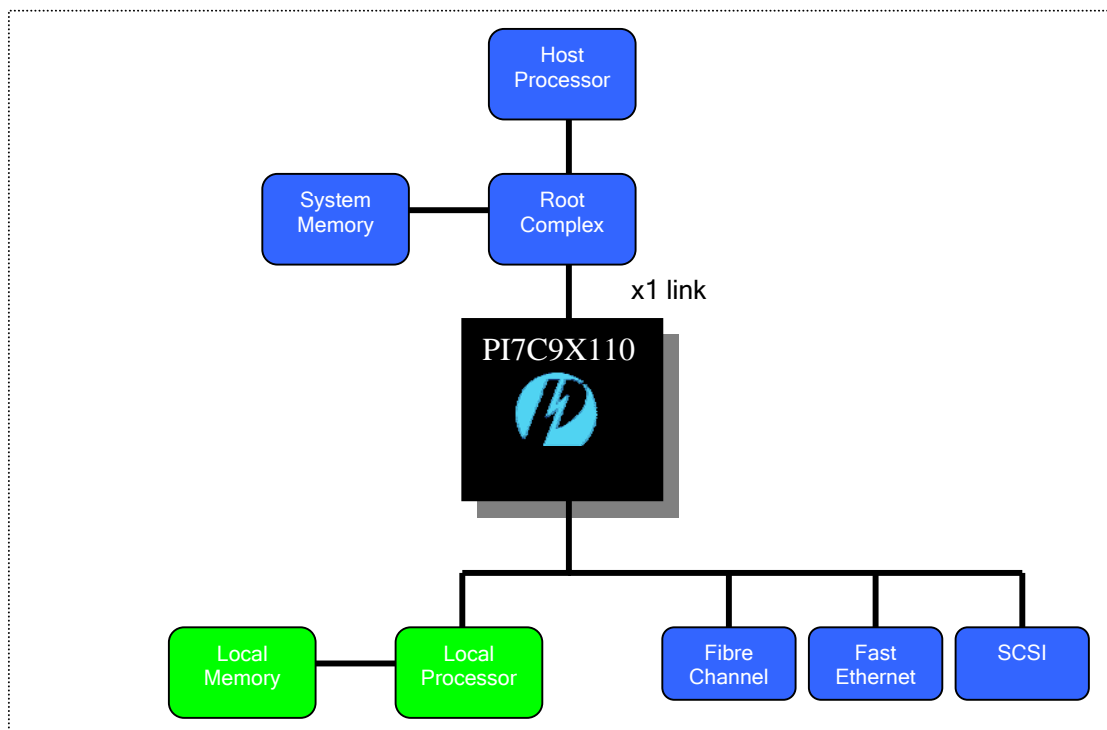 Host
Processor
System
Memory
Root
Complex
x1 link
PI7C9X110
Local
Memory
Local
Processor
Fibre
Channel
Fast
Ethernet
SCSI